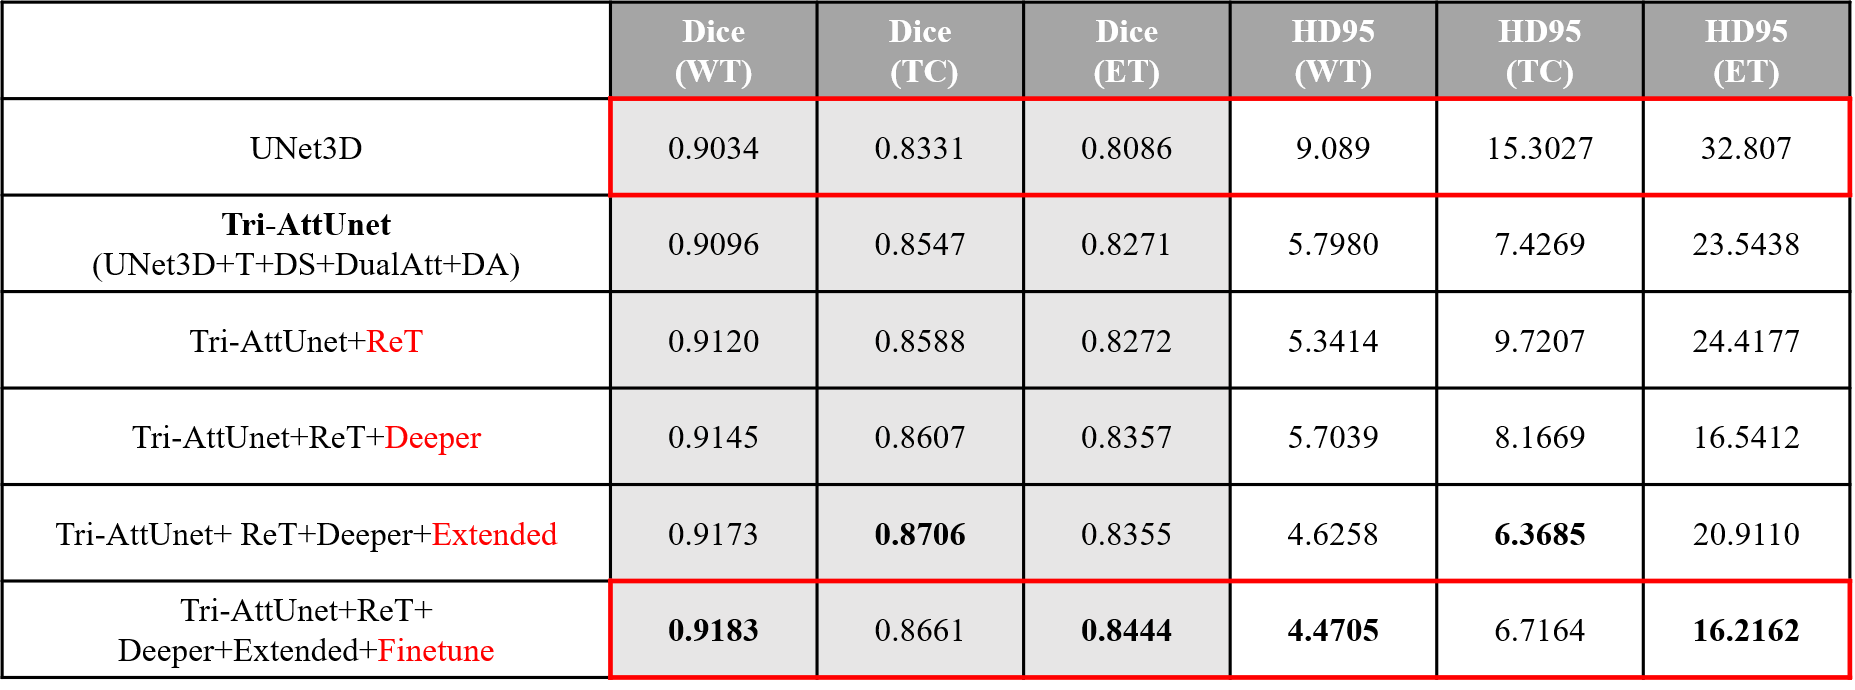 Dice Dice Dice HD95 HD95 HD95
(WT) (TC) (ET) (WT) (TC) (ET)
UNet3D 0.9034 0.8331 0.8086 9.089 15.3027 32.807
Tri-AttUnet
(UNet3D+T+DS+DualAtt+DA) 0.9096 0.8547 0.8271 5.7980 7.4269 23.5438
Tri-AttUnet+ReT 0.9120 0.8588 0.8272 5.3414 9.7207 24.4177
Tri-AttUnet+ReT+Deeper 0.9145 0.8607 0.8357 5.7039 8.1669 16.5412
Tri-AttUnet+ ReT+Deeper+Extended 0.9173 0.8706 0.8355 4.6258 6.3685 20.9110
Tri-AttUnet+ReT+
Deeper+Extended+Finetune 0.9183 0.8661 0.8444 4.4705 6.7164 16.2162